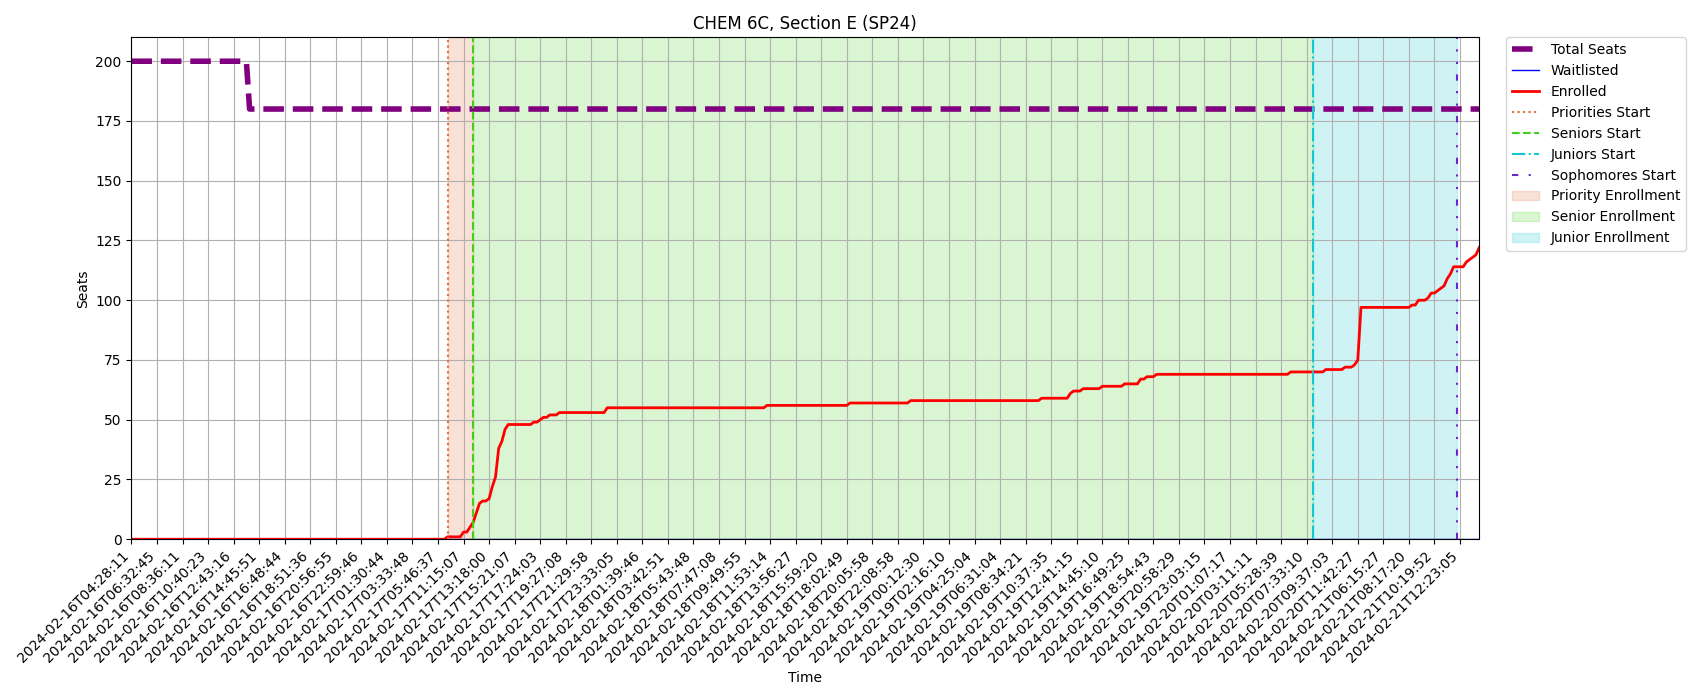 CHEM 6C, Section E (SP24)
Seats
200
175
150
125
100
75
50
25
0
2024-02-16T04:28:11
2024-02-16T06:32:45
2024-02-16T08:36:11
2024-02-16T10:40:23
2024-02-16T12:43:16
2024-02-16T14:45:51
2024-02-16T16:48:44
2024-02-16T18:51:36
2024-02-16T20:56:55
2024-02-16T22:59:46
2024-02-17T01:30:44
2024-02-17T03:33:48
2024-02-17T05:46:37
2024-02-17T11:15:07
2024-02-17T13:18:00
2024-02-17T15:21:07
2024-02-17T17:24:03
2024-02-17T19:27:08
2024-02-17T21:29:58
2024-02-17T23:33:05
2024-02-18T01:39:46
2024-02-18T03:42:51
2024-02-18T05:43:48
2024-02-18T07:47:08
2024-02-18T09:49:55
2024-02-18T11:53:14
2024-02-18T13:56:27
2024-02-18T15:59:20
2024-02-18T18:02:49
2024-02-18T20:05:58
2024-02-18T22:08:58
2024-02-19T00:12:30
2024-02-19T02:16:10
2024-02-19T04:25:04
2024-02-19T06:31:04
2024-02-19T08:34:21
2024-02-19T10:37:35
2024-02-19T12:41:15
2024-02-19T14:45:10
2024-02-19T16:49:25
2024-02-19T18:54:43
2024-02-19T20:58:29
2024-02-19T23:03:15
2024-02-20T01:07:17
2024-02-20T03:11:11
2024-02-20T05:28:39
2024-02-20T07:33:10
2024-02-20T09:37:03
2024-02-20T11:42:27
2024-02-21T06:15:27
2024-02-21T08:17:20
2024-02-21T10:19:52
2024-02-21T12:23:05
Time
Total Seats
Waitlisted
Enrolled
Priorities Start
Seniors Start
Juniors Start
Sophomores Start
Priority Enrollment
Senior Enrollment
Junior Enrollment